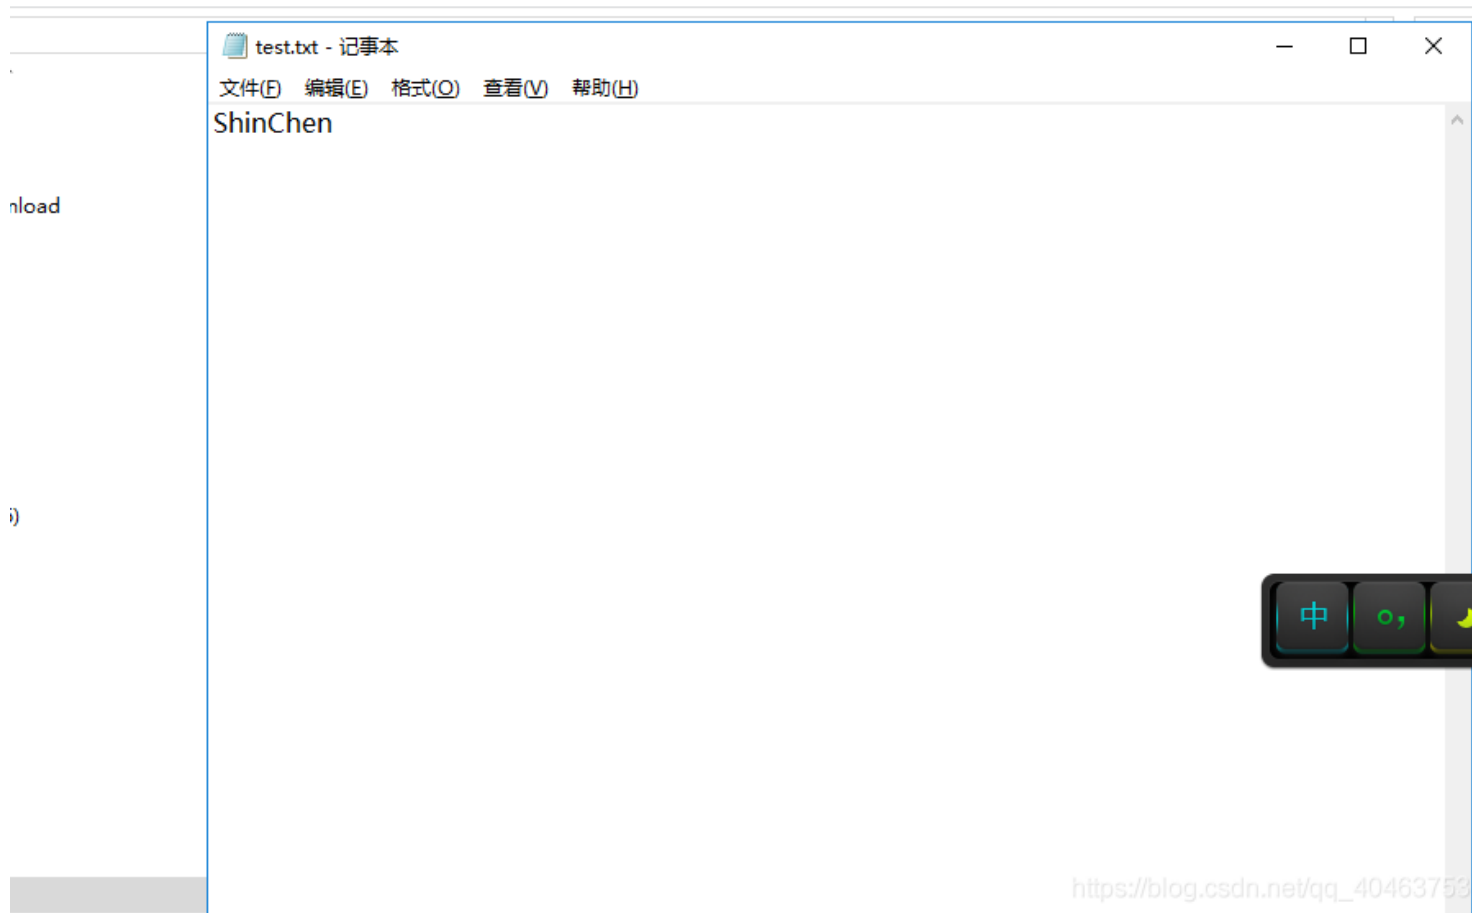 test.txt - 记事本
文件(F) 编辑(E) 格式(O) 查看(V) 帮助(H)
ShinChen
nload
5)
中 °,
https://blog.csdn.net/qq_40463753